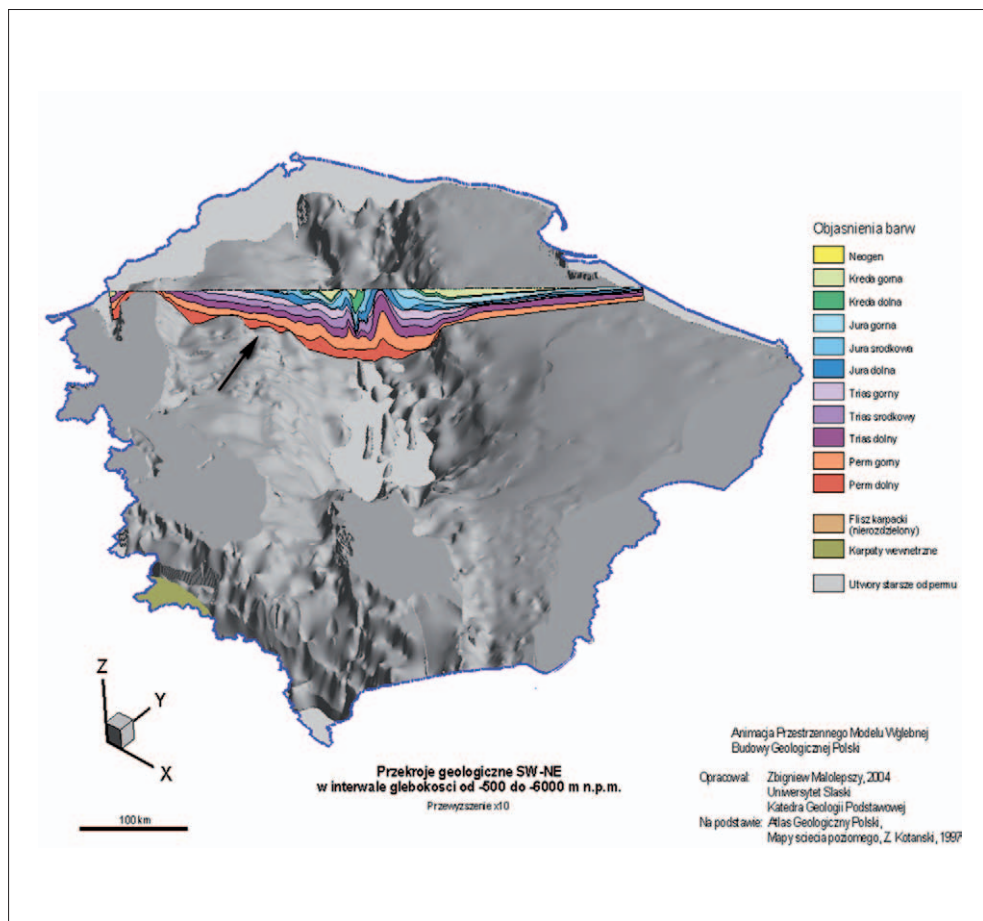 Objasnienia barw
Neogen
Kreda gorna
Kreda dolna
Jura gorna
Jura srodkowa
Jura dolna
Trias gorny
Trias srodkowy
Trias dolny
Perm gorny
Perm dolny
Flisz karpacki
(nierozdzielony)
Karpaty wewnetrzne
Utwory starsze od permu
Z
Y
X
100 km
Przekroje geologiczne SW-NE
w interwale glebokosci od -500 do -6000 m n.p.m.
Przewyzszenie x10
Animacja Przestrzennego Modelu Wglebnej
Budowy Geologicznej Polski
Opracowal: Zbigniew Malolepszy, 2004
Uniwersytet Slaski
Katedra Geologii Podstawowej
Na podstawie: Atlas Geologiczny Polski,
Mapy sciecia poziomego, Z. Kotanski, 1997